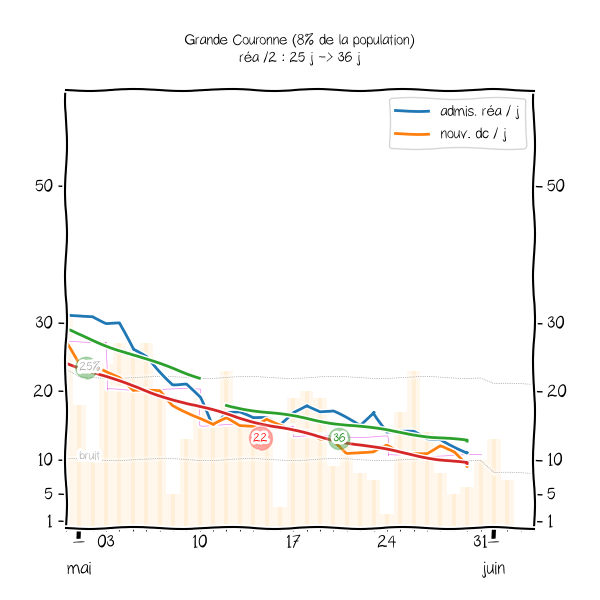 Grande Couronne (8% de la population)
réa /2 : 25 j -> 36 j
admis. réa / j
nouv. dc / j
50 50
30 30
25%
20 20
22 36
bruit
10 10
5 5
1 1
03 10 17 24 31
mai juin